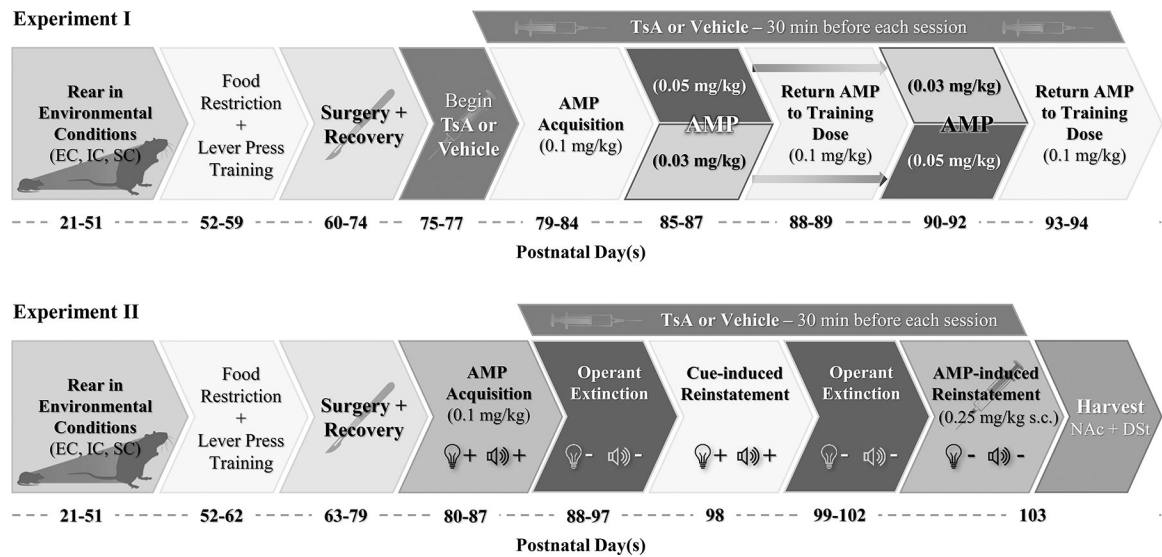 Experiment I
TsA or Vehicle – 30 min before each session
Rear in
Environmental
Conditions
(EC, IC, SC)
Food
Restriction
+
Lever Press
Training
Surgery +
Recovery
Begin
TsA or
Vehicle
AMP
Acquisition
(0.1 mg/kg)
(0.05 mg/kg)
AMP
(0.03 mg/kg)
Return AMP
to Training
Dose
(0.1 mg/kg)
(0.03 mg/kg)
AMP
(0.05 mg/kg)
Return AMP
to Training
Dose
(0.1 mg/kg)
21-51 52-59 60-74 75-77 79-84 85-87 88-89 90-92 93-94
Postnatal Day(s)
Experiment II
TsA or Vehicle – 30 min before each session
Rear in
Environmental
Conditions
(EC, IC, SC)
Food
Restriction
+
Lever Press
Training
Surgery +
Recovery
AMP
Acquisition
(0.1 mg/kg)
+ +
Operant
Extinction
- -
Cue-induced
Reinstatement
+ +
Operant
Extinction
- -
AMP-induced
Reinstatement
(0.25 mg/kg s.c.)
- -
Harvest
NAc + DSt
21-51 52-62 63-79 80-87 88-97 98 99-102 103
Postnatal Day(s)